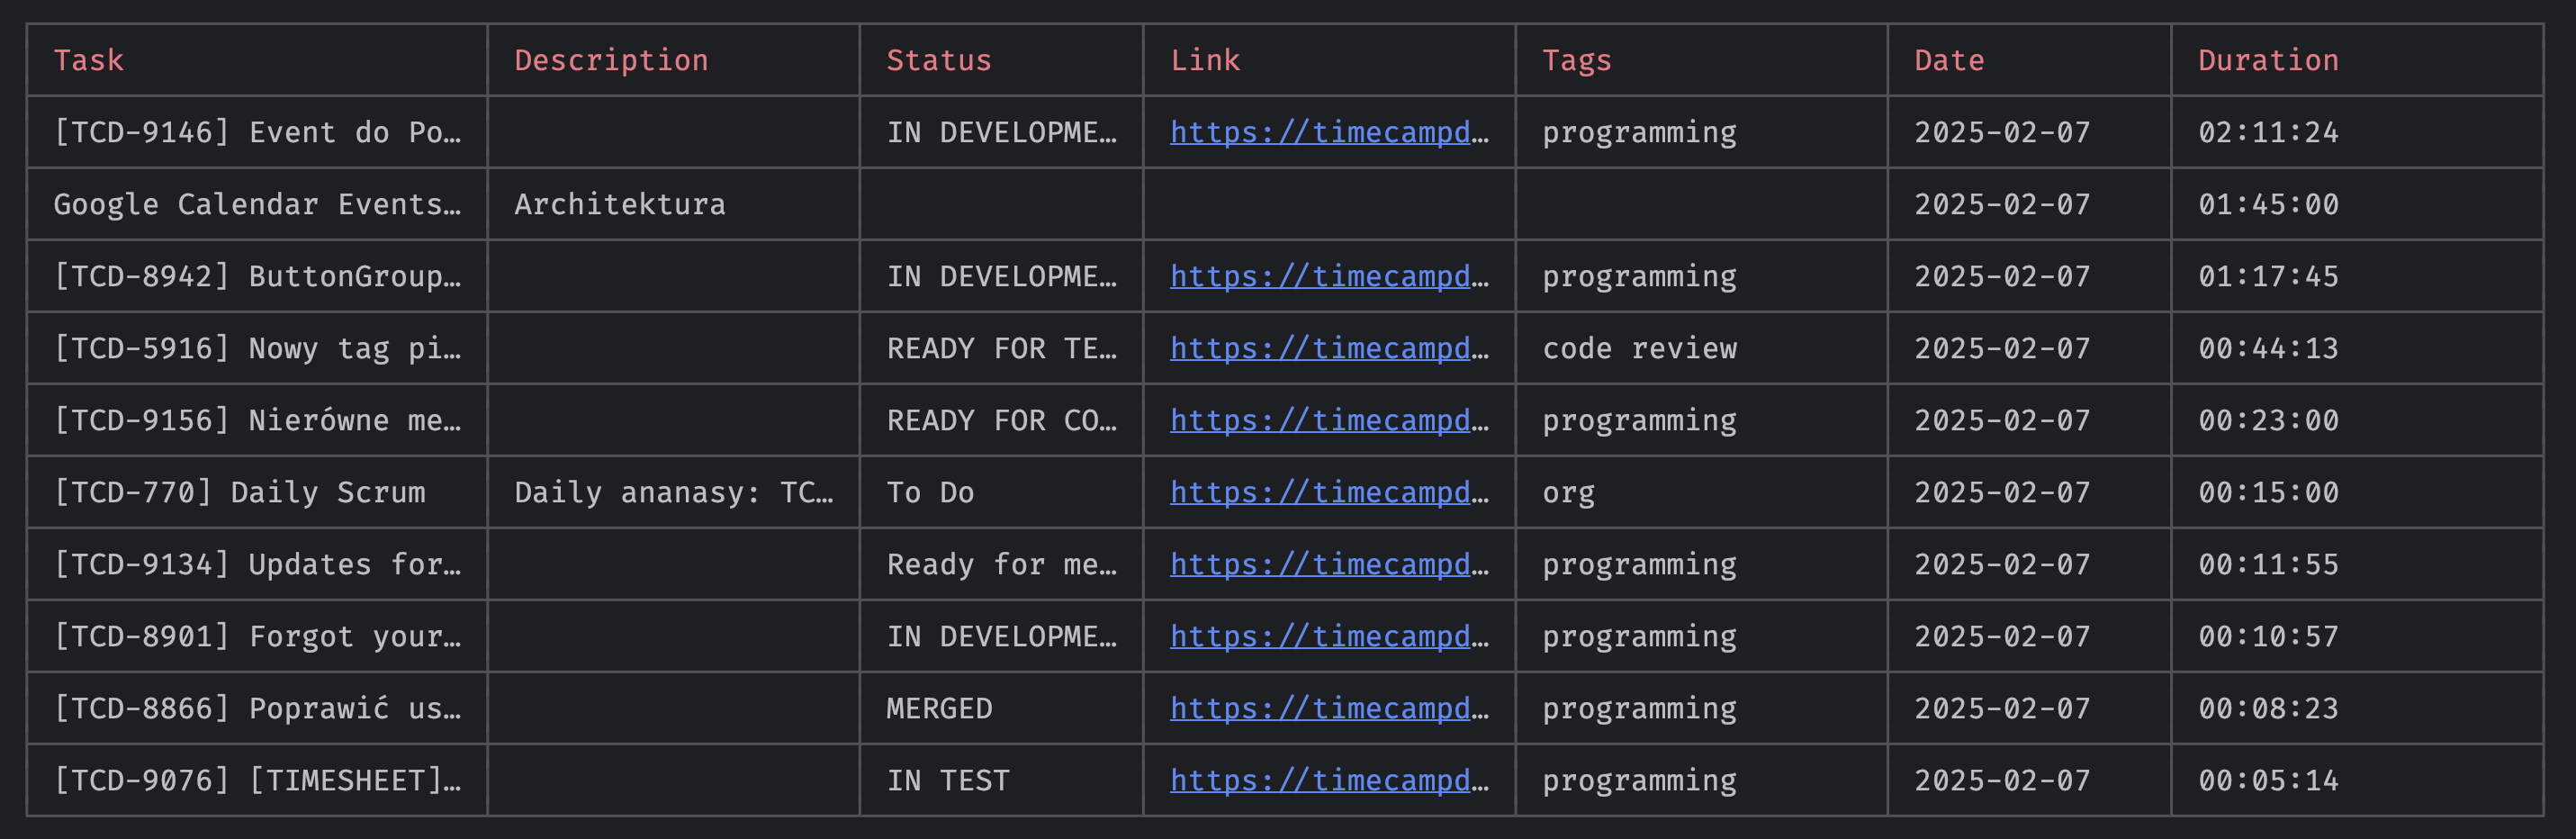 Task Description Status Link Tags Date Duration
[TCD-9146] Event do Po… IN DEVELOPME… https://timecampd… programming 2025-02-07 02:11:24
Google Calendar Events… Architektura 2025-02-07 01:45:00
[TCD-8942] ButtonGroup… IN DEVELOPME… https://timecampd… programming 2025-02-07 01:17:45
[TCD-5916] Nowy tag pi… READY FOR TE… https://timecampd… code review 2025-02-07 00:44:13
[TCD-9156] Nierówne me… READY FOR CO… https://timecampd… programming 2025-02-07 00:23:00
[TCD-770] Daily Scrum Daily ananasy: TC… To Do https://timecampd… org 2025-02-07 00:15:00
[TCD-9134] Updates for… Ready for me… https://timecampd… programming 2025-02-07 00:11:55
[TCD-8901] Forgot your… IN DEVELOPME… https://timecampd… programming 2025-02-07 00:10:57
[TCD-8866] Poprawić us… MERGED https://timecampd… programming 2025-02-07 00:08:23
[TCD-9076] [TIMESHEET]… IN TEST https://timecampd… programming 2025-02-07 00:05:14